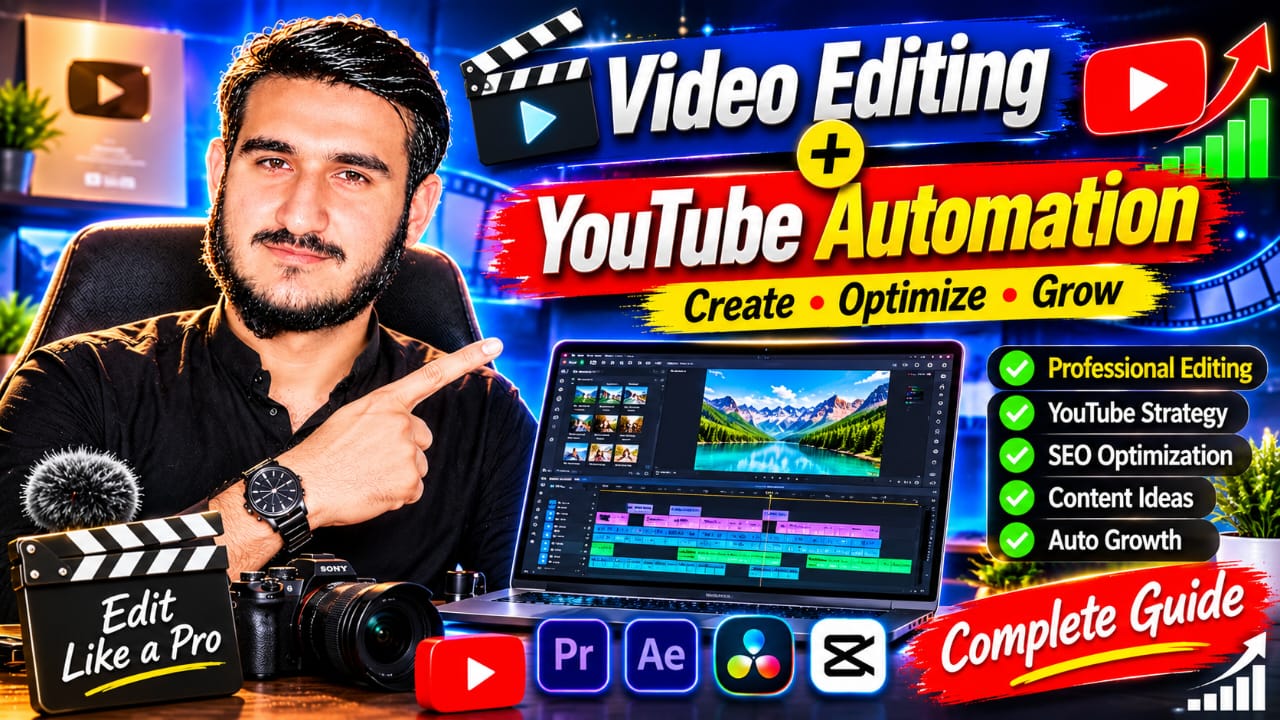 Video Editing
+
YouTube Automation
Create • Optimize • Grow
Professional Editing
YouTube Strategy
SEO Optimization
Content Ideas
Auto Growth
SONY
Edit
Like a Pro
Pr
Ae
Complete Guide